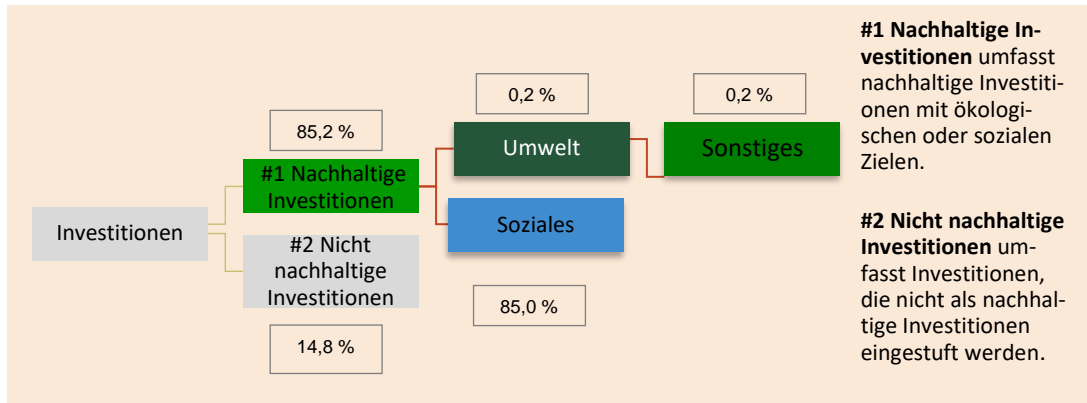 0,2 %
0,2 %
85,2 %
Umwelt
Sonstiges
#1 Nachhaltige
Investitionen
Investitionen
#2 Nicht
nachhaltige
Investitionen
Soziales
85,0 %
14,8 %
#1 Nachhaltige In-
vestitionen umfasst
nachhaltige Investiti-
onen mit ökologi-
schen oder sozialen
Zielen.
#2 Nicht nachhaltige
Investitionen um-
fasst Investitionen,
die nicht als nachhal-
tige Investitionen
eingestuft werden.